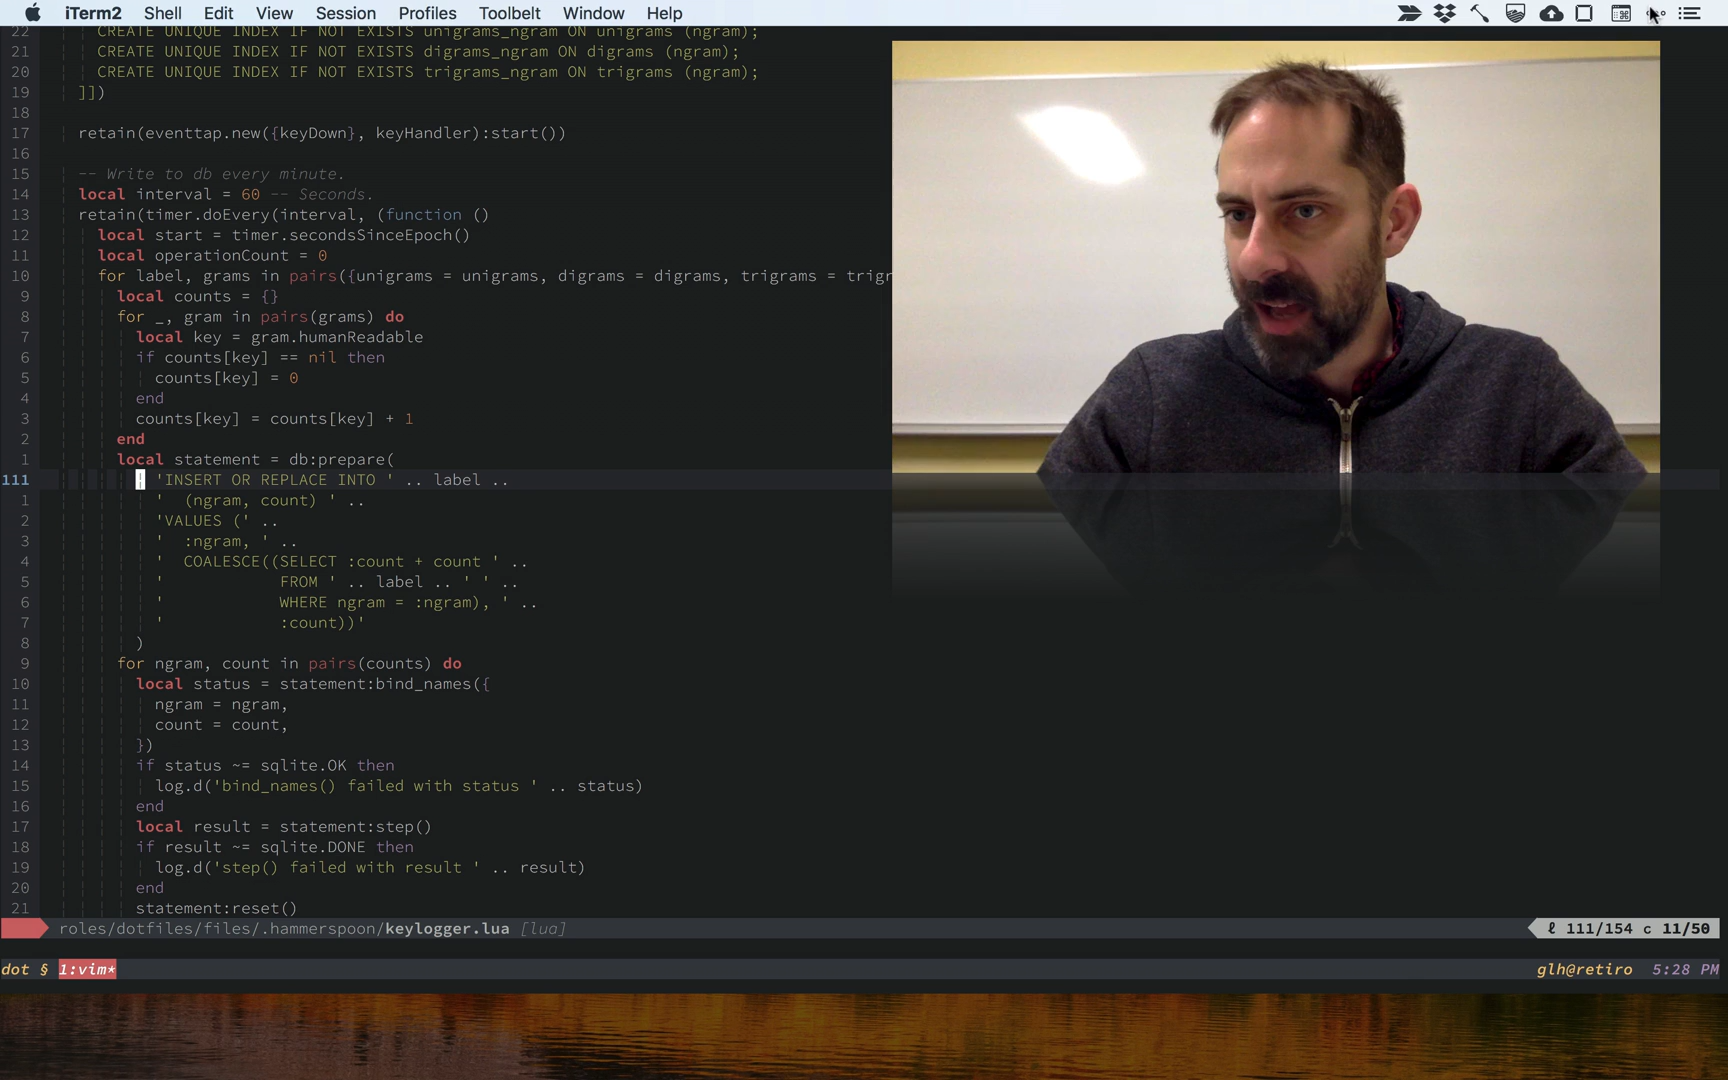 iTerm2 Shell Edit View Session Profiles Toolbelt Window Help
22 CREATE UNIQUE INDEX IF NOT EXISTS unigrams_ngram ON unigrams (ngram);
21 CREATE UNIQUE INDEX IF NOT EXISTS digrams_ngram ON digrams (ngram);
20 CREATE UNIQUE INDEX IF NOT EXISTS trigrams_ngram ON trigrams (ngram);
19 ]])
18
17 retain(eventtap.new({keyDown}, keyHandler):start())
16
15 -- Write to db every minute.
14 local interval = 60 -- Seconds.
13 retain(timer.doEvery(interval, (function ()
12 local start = timer.secondsSinceEpoch()
11 local operationCount = 0
10 for label, grams in pairs({unigrams = unigrams, digrams = digrams, trigrams = trigr
9 local counts = {}
8 for _, gram in pairs(grams) do
7 local key = gram.humanReadable
6 if counts[key] == nil then
5 counts[key] = 0
4 end
3 counts[key] = counts[key] + 1
2 end
1 local statement = db:prepare(
111 'INSERT OR REPLACE INTO ' .. label ..
1 ' (ngram, count) ' ..
2 'VALUES (' ..
3 ' :ngram, ' ..
4 ' COALESCE((SELECT :count + count ' ..
5 ' FROM ' .. label .. ' ' ..
6 ' WHERE ngram = :ngram), ' ..
7 ' :count))'
8 )
9 for ngram, count in pairs(counts) do
10 local status = statement:bind_names({
11 ngram = ngram,
12 count = count,
13 })
14 if status ~= sqlite.OK then
15 log.d('bind_names() failed with status ' .. status)
16 end
17 local result = statement:step()
18 if result ~= sqlite.DONE then
19 log.d('step() failed with result ' .. result)
20 end
21 statement:reset()
roles/dotfiles/files/.hammerspoon/keylogger.lua [lua] ℓ 111/154 c 11/50
dot § 1:vim* glh@retiro 5:28 PM